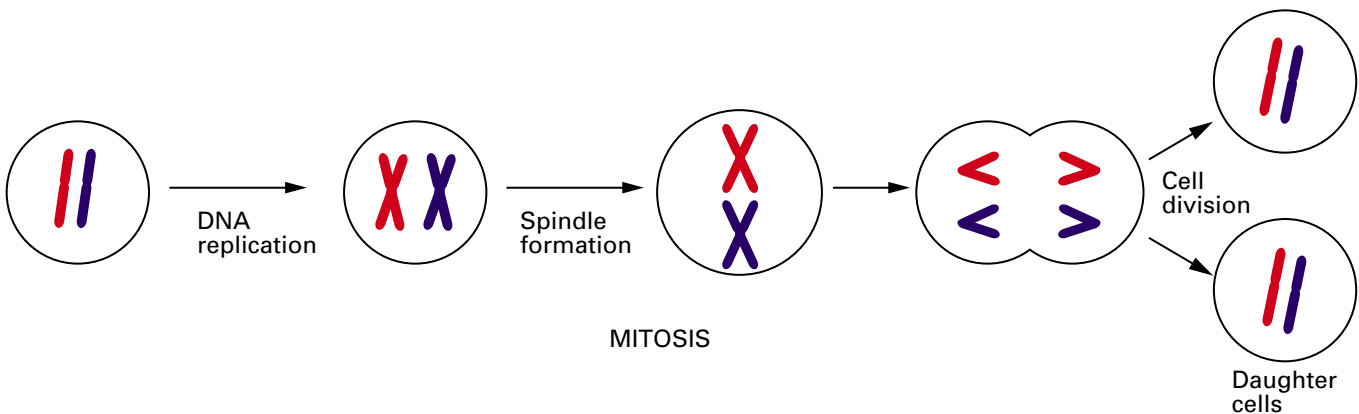 DNA
replication
Spindle
formation
Cell
division
MITOSIS
Daughter
cells